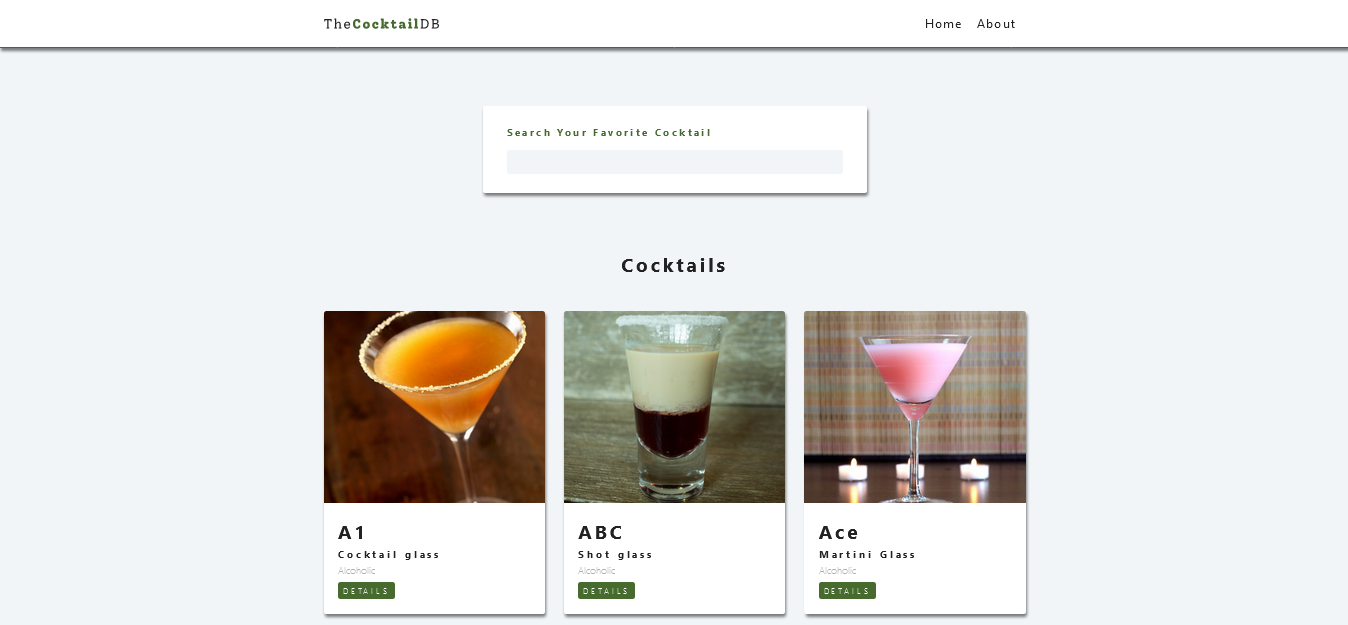 TheCocktailDB
Home About
Search Your Favorite Cocktail
Cocktails
A1
Cocktail glass
Alcoholic
DETAILS
ABC
Shot glass
Alcoholic
DETAILS
Ace
Martini Glass
Alcoholic
DETAILS